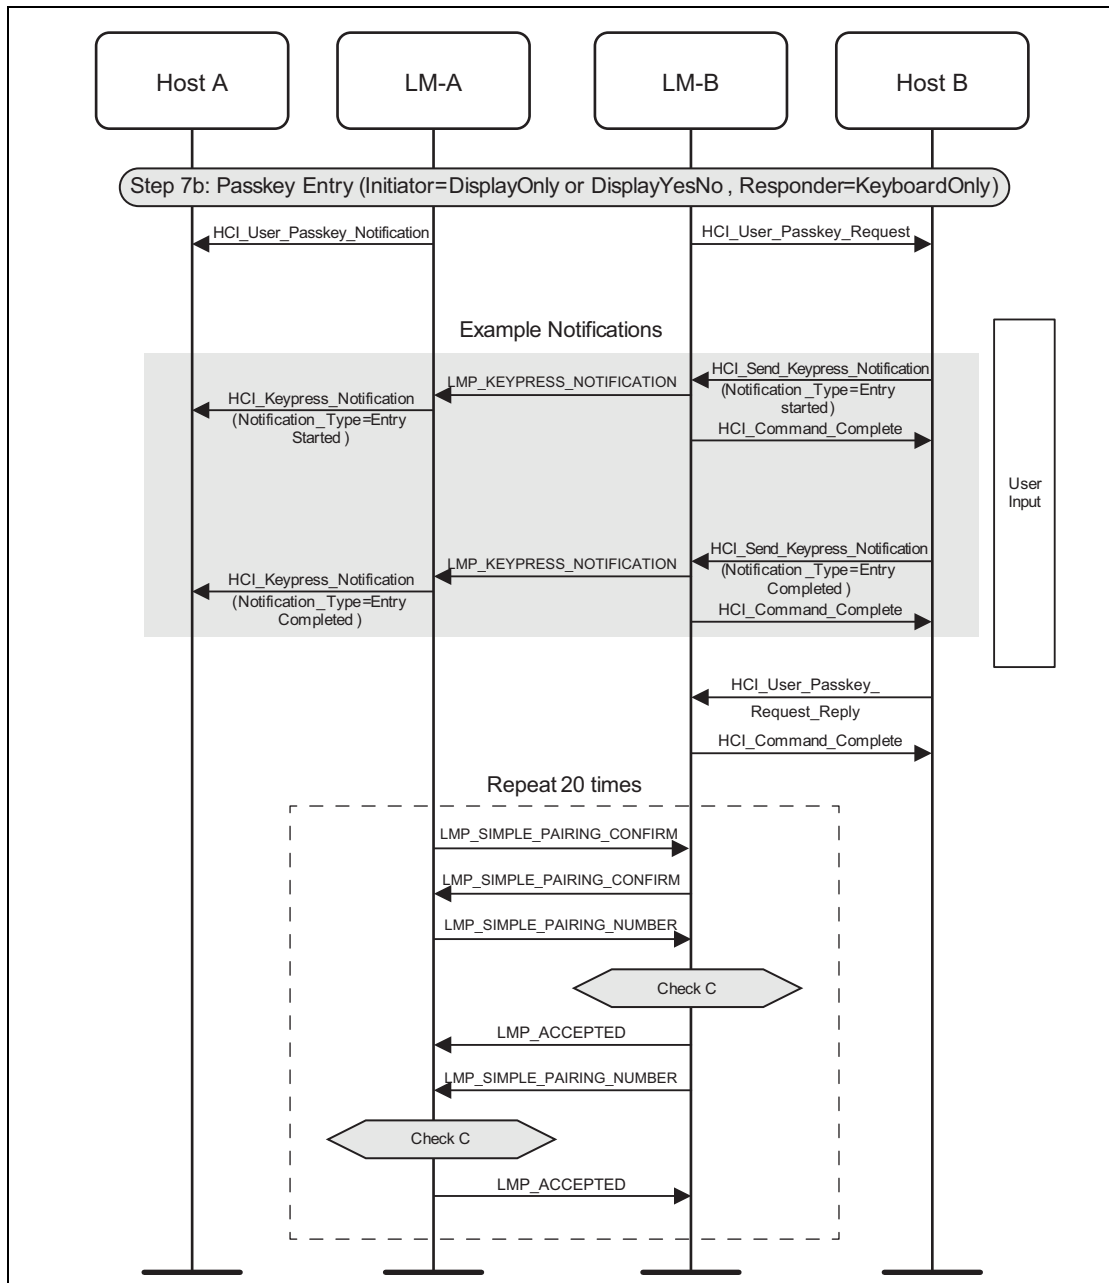 Host A
LM-A
LM-B
Host B
Step 7b: Passkey Entry (Initiator=DisplayOnly or DisplayYesNo, Responder=KeyboardOnly)
HCI_User_Passkey_Notification
HCI_User_Passkey_Request
Example Notifications
HCI_Send_Keypress_Notification
(Notification_Type=Entry
started)
LMP_KEYPRESS_NOTIFICATION
HCI_Keypress_Notification
(Notification_Type=Entry
Started)
HCI_Command_Complete
User
Input
HCI_Send_Keypress_Notification
(Notification_Type=Entry
Completed)
LMP_KEYPRESS_NOTIFICATION
HCI_Keypress_Notification
(Notification_Type=Entry
Completed)
HCI_Command_Complete
HCI_User_Passkey_
Request_Reply
HCI_Command_Complete
Repeat 20 times
LMP_SIMPLE_PAIRING_CONFIRM
LMP_SIMPLE_PAIRING_CONFIRM
LMP_SIMPLE_PAIRING_NUMBER
Check C
LMP_ACCEPTED
LMP_SIMPLE_PAIRING_NUMBER
Check C
LMP_ACCEPTED